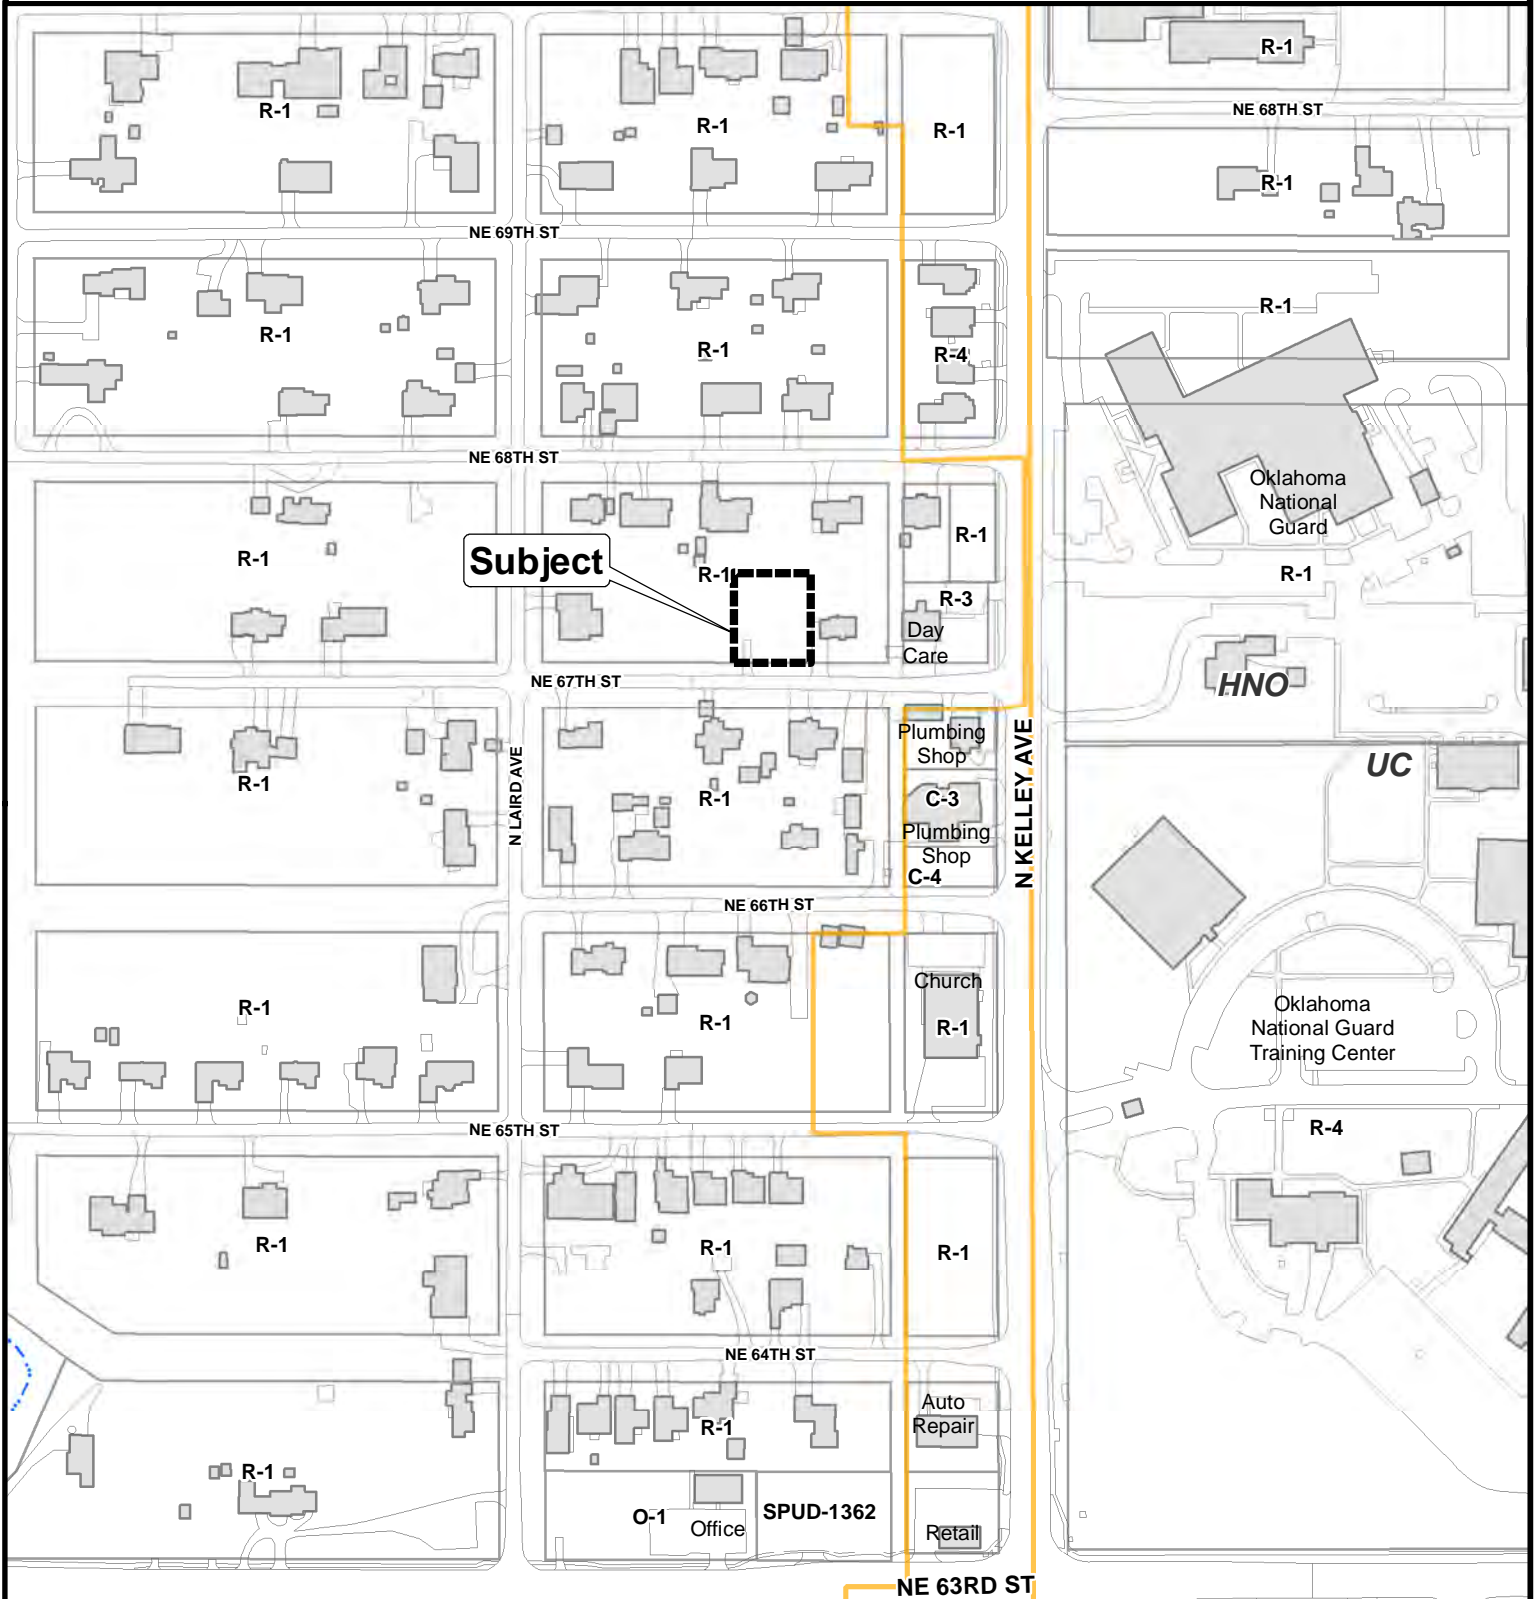 R-1
R-1
NE 68TH ST
R-1
R-1
R-1
R-1
NE 69TH ST
R-1
R-1
R-1
R-4
NE 68TH ST
Oklahoma
National
Guard
R-1
R-1
Subject
R-1
R-1
R-3
Day
Care
NE 67TH ST
HNO
Plumbing
Shop
UC
N LAIRD AVE
N KELLEY AVE
R-1
R-1
C-3
Plumbing
Shop
C-4
NE 66TH ST
Church
R-1
R-1
R-1
Oklahoma
National Guard
Training Center
NE 65TH ST
R-4
R-1
R-1
R-1
NE 64TH ST
Auto
Repair
R-1
R-1
O-1
Office
SPUD-1362
Retail
NE 63RD ST